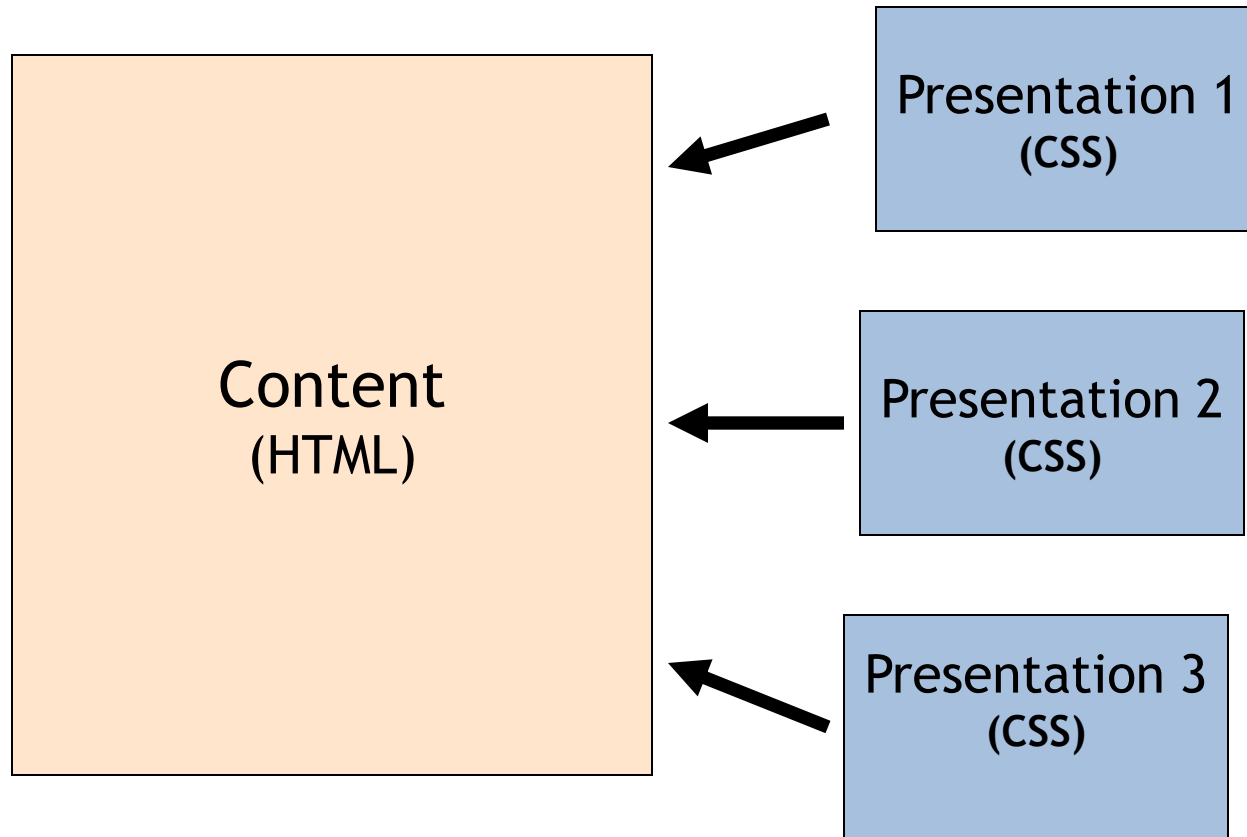 Presentation 1
(CSS)
Content
(HTML)
Presentation 2
(CSS)
Presentation 3
(CSS)